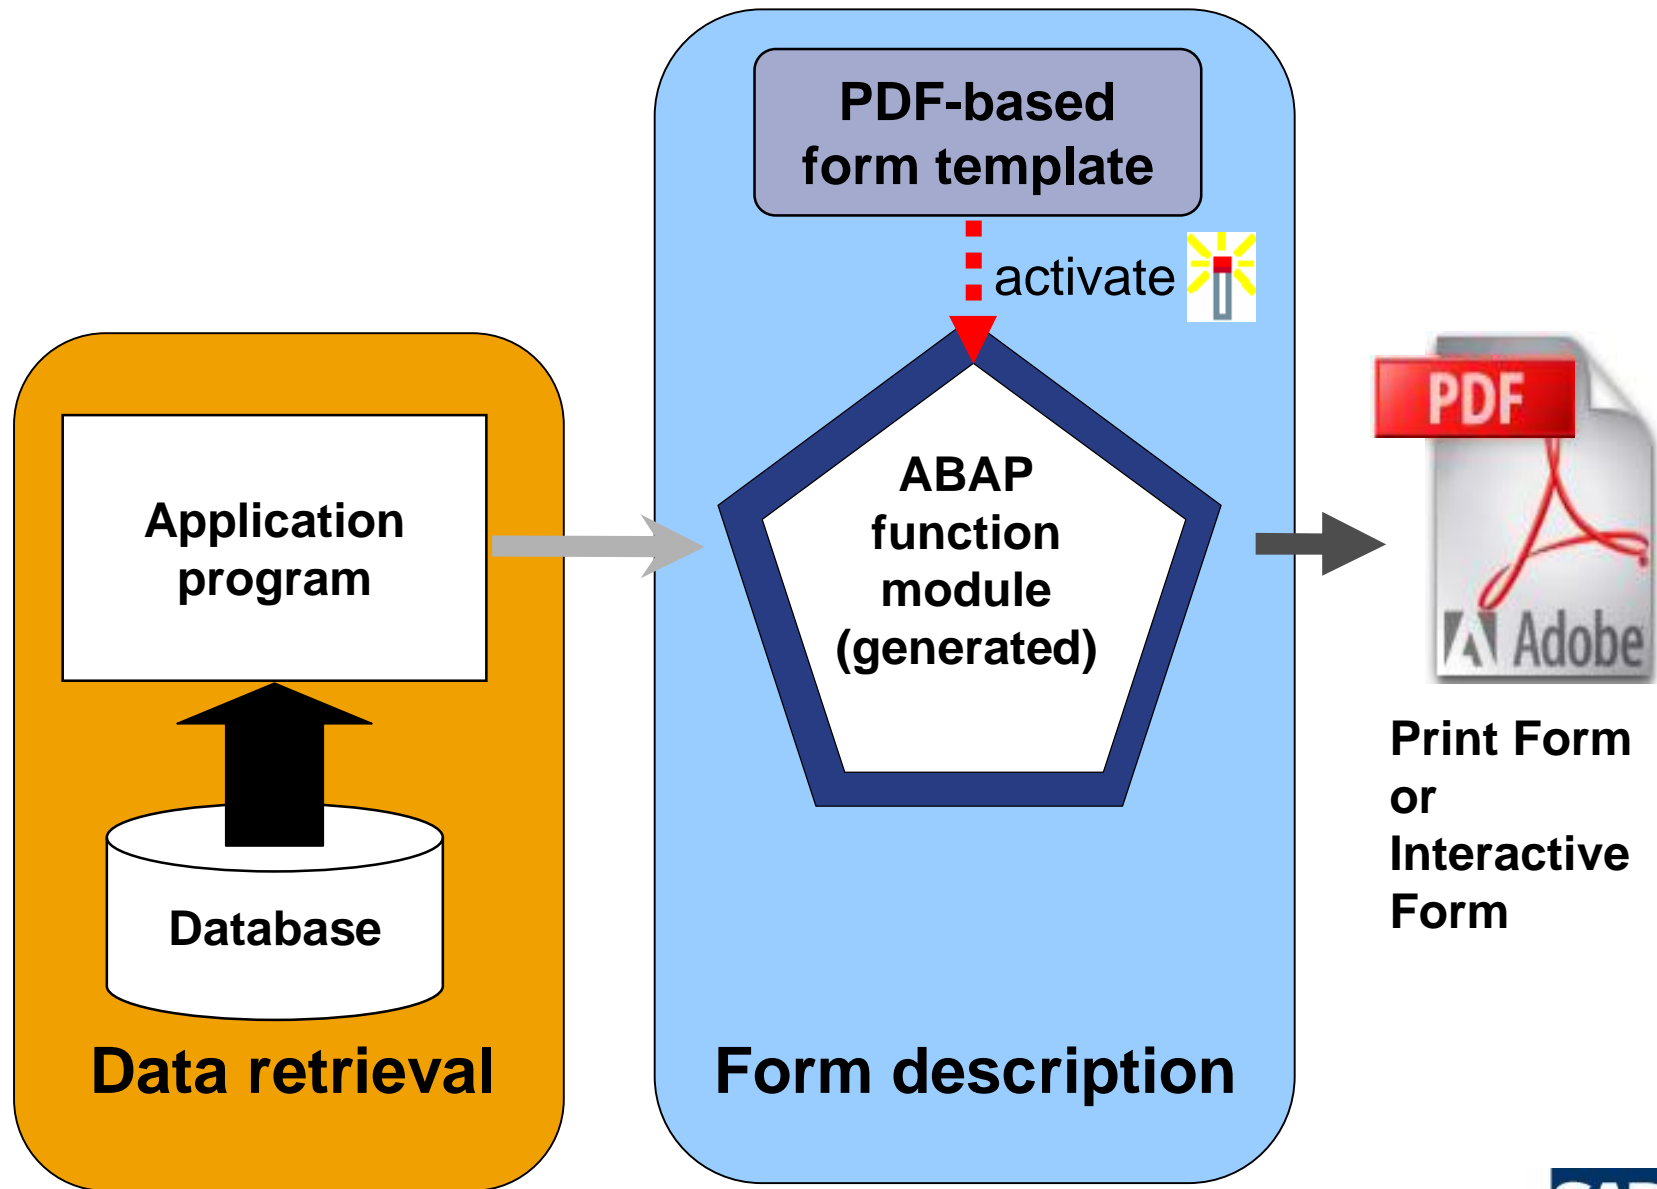 PDF-based
form template
activate
Application
program
ABAP
function
module
(generated)
Database
Data retrieval
Form description
PDF
Adobe
Print Form
or
Interactive
Form